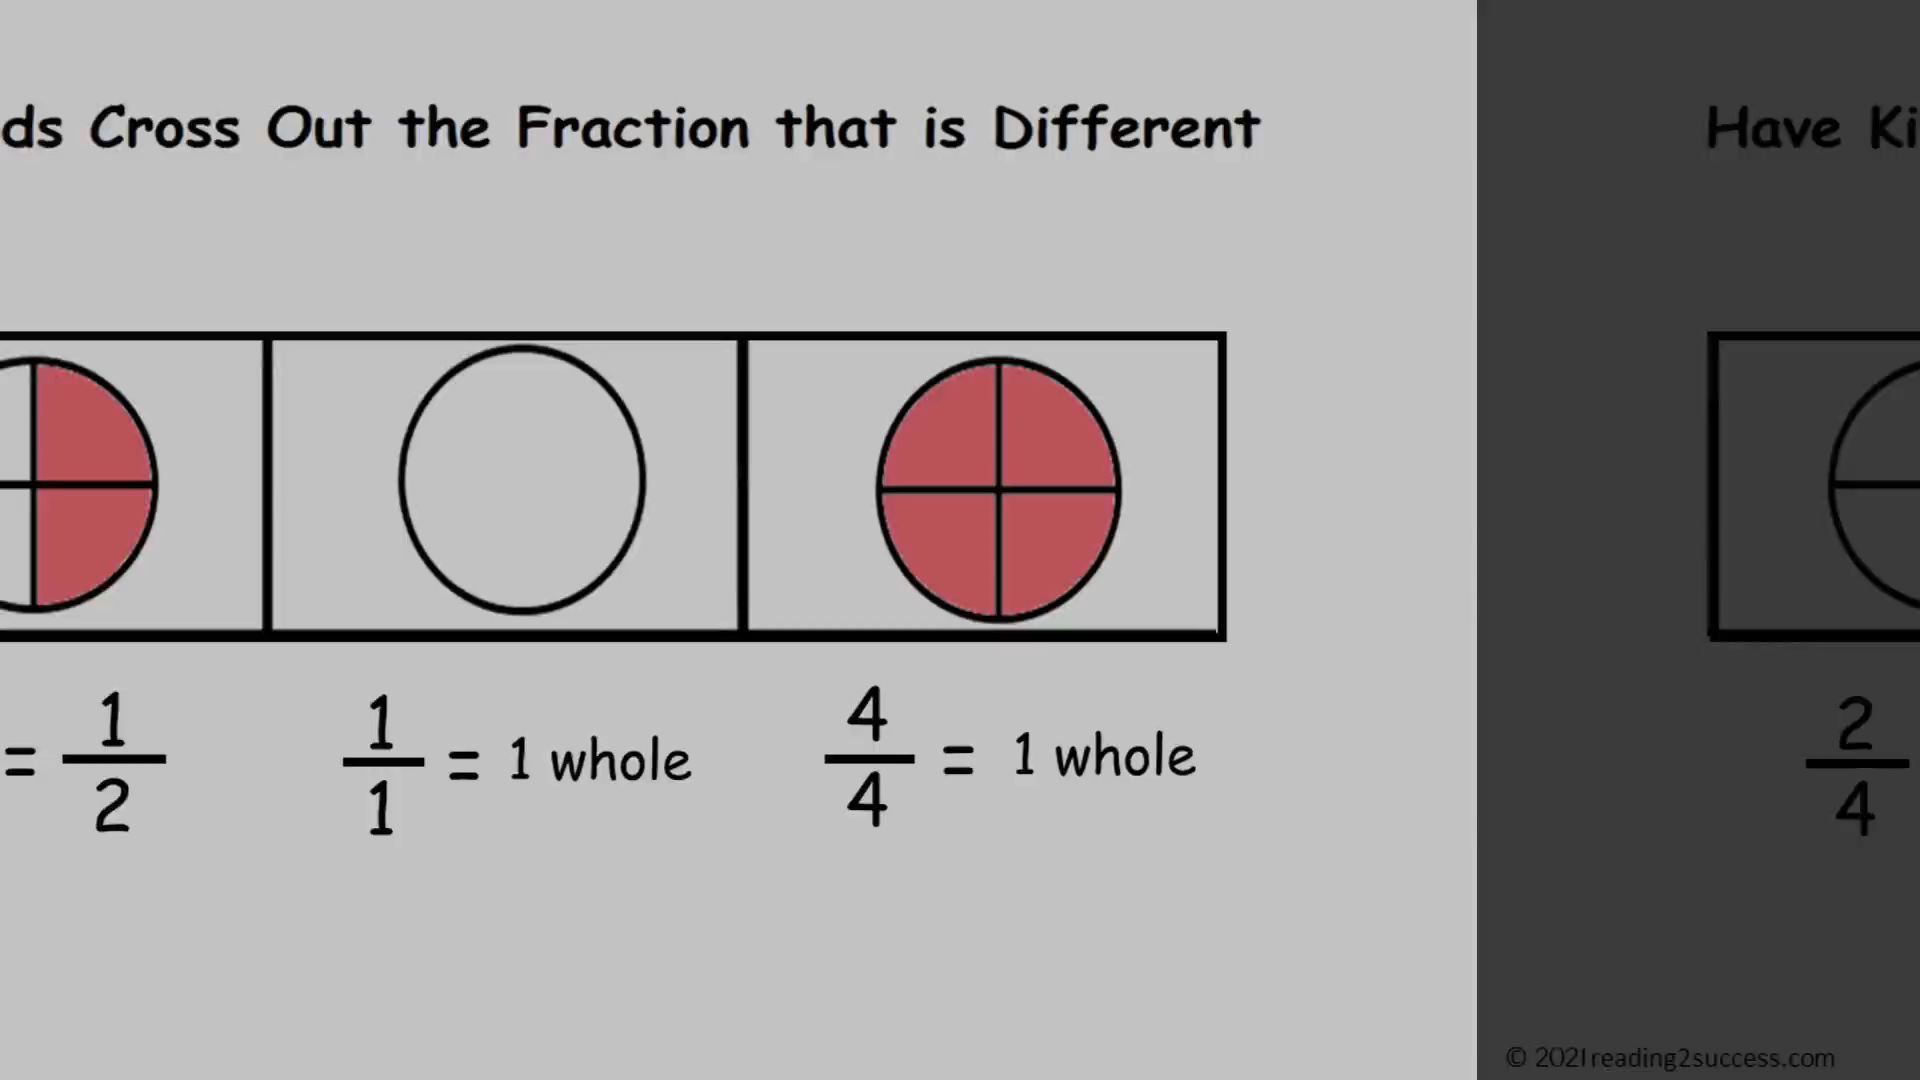 ds Cross Out the Fraction that is Different
Have Ki
= 1/2
1/1 = 1 whole
4/4 = 1 whole
2/4
© 2021reading2success.com